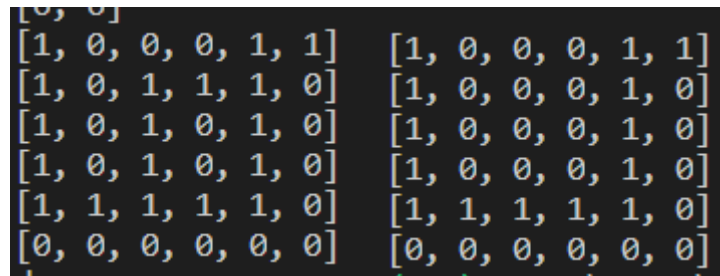 [1, 0, 0, 0, 1, 1]
[1, 0, 1, 1, 1, 0]
[1, 0, 1, 0, 1, 0]
[1, 0, 1, 0, 1, 0]
[1, 1, 1, 1, 1, 0]
[0, 0, 0, 0, 0, 0]
[1, 0, 0, 0, 1, 1]
[1, 0, 0, 0, 1, 0]
[1, 0, 0, 0, 1, 0]
[1, 0, 0, 0, 1, 0]
[1, 1, 1, 1, 1, 0]
[0, 0, 0, 0, 0, 0]